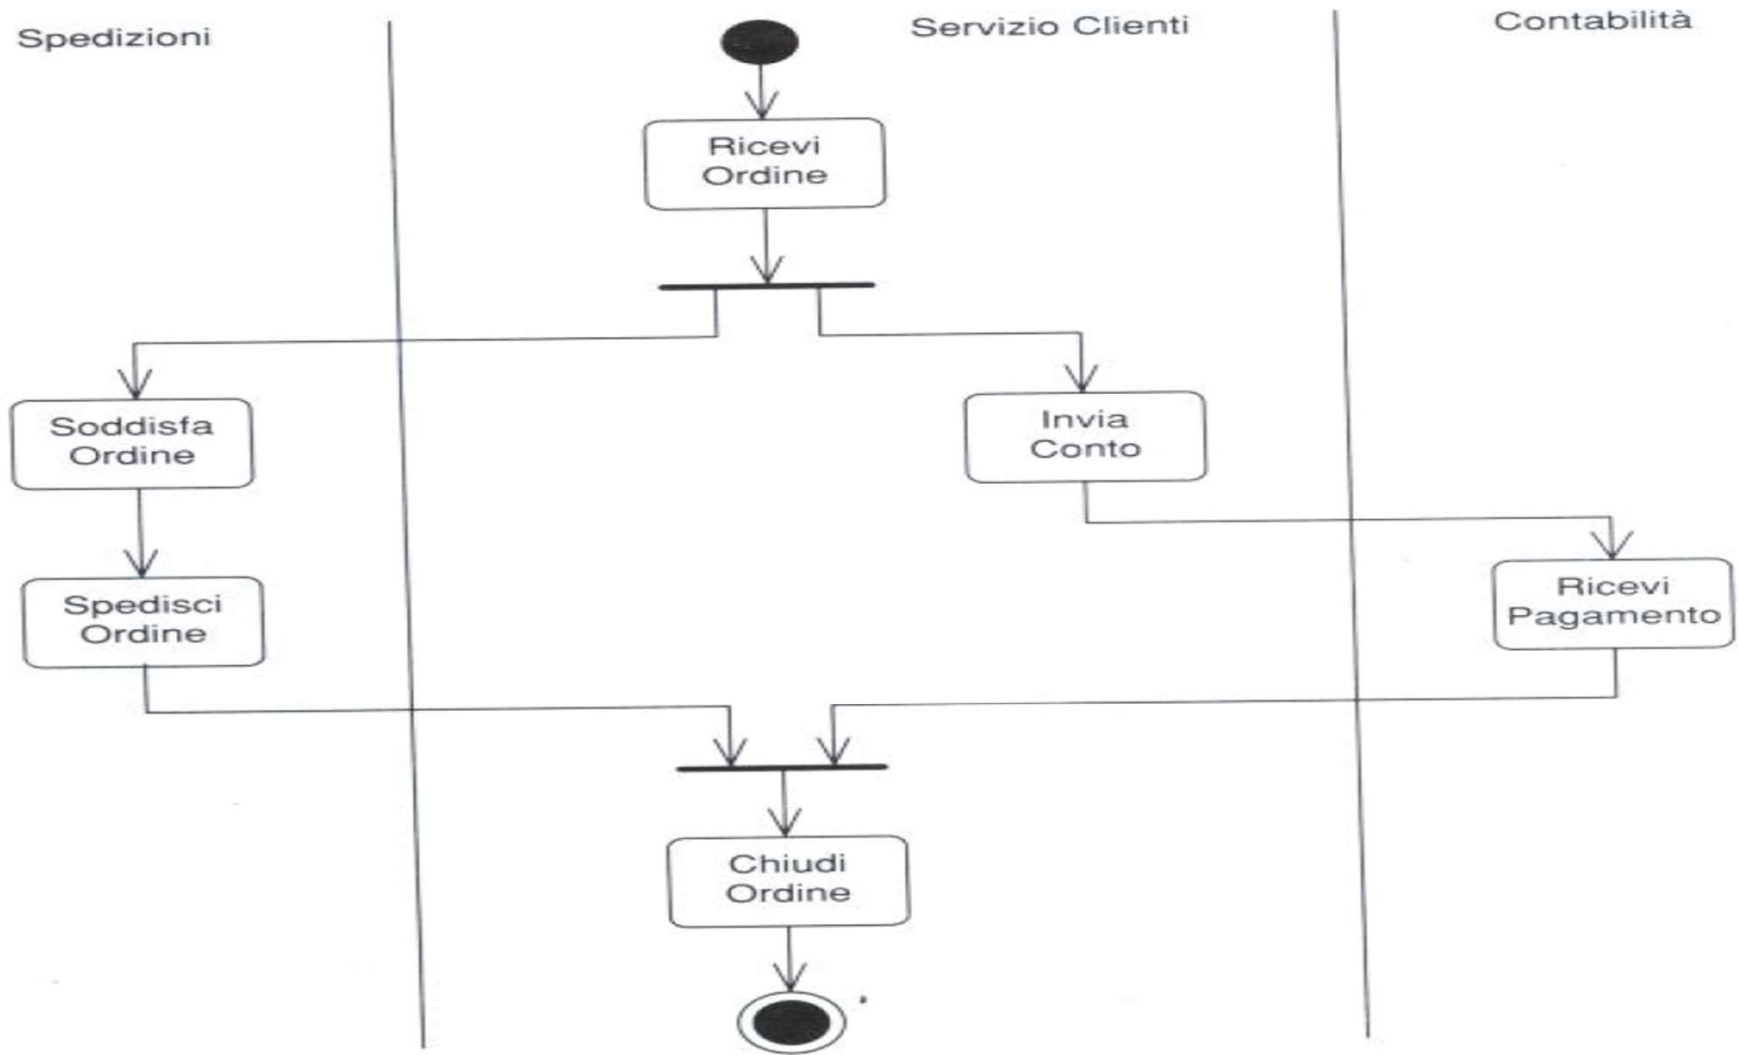 Spedizioni
Servizio Clienti
Contabilità
Ricevi
Ordine
Soddisfa
Ordine
Invia
Conto
Spedisci
Ordine
Ricevi
Pagamento
Chiudi
Ordine